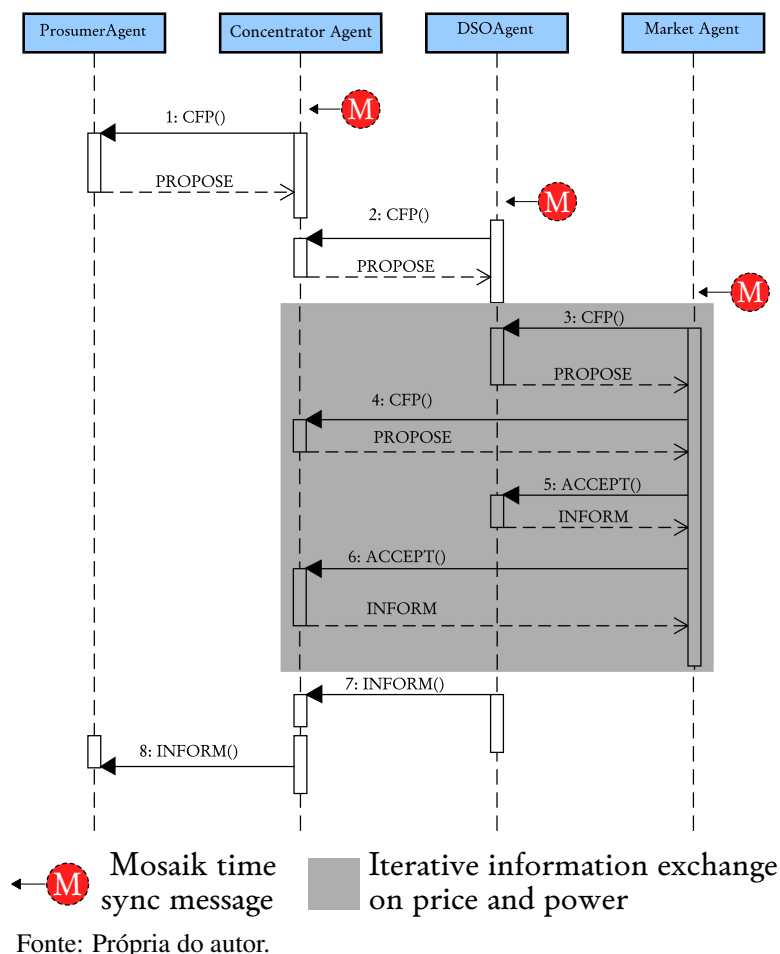 ProsumerAgent
Concentrator Agent
DSOAgent
Market Agent
M
1: CFP()
PROPOSE
M
2: CFP()
PROPOSE
M
3: CFP()
PROPOSE
4: CFP()
PROPOSE
5: ACCEPT()
INFORM
6: ACCEPT()
INFORM
7: INFORM()
8: INFORM()
M
Mosaik time
sync message
Iterative information exchange
on price and power
Fonte: Própria do autor.